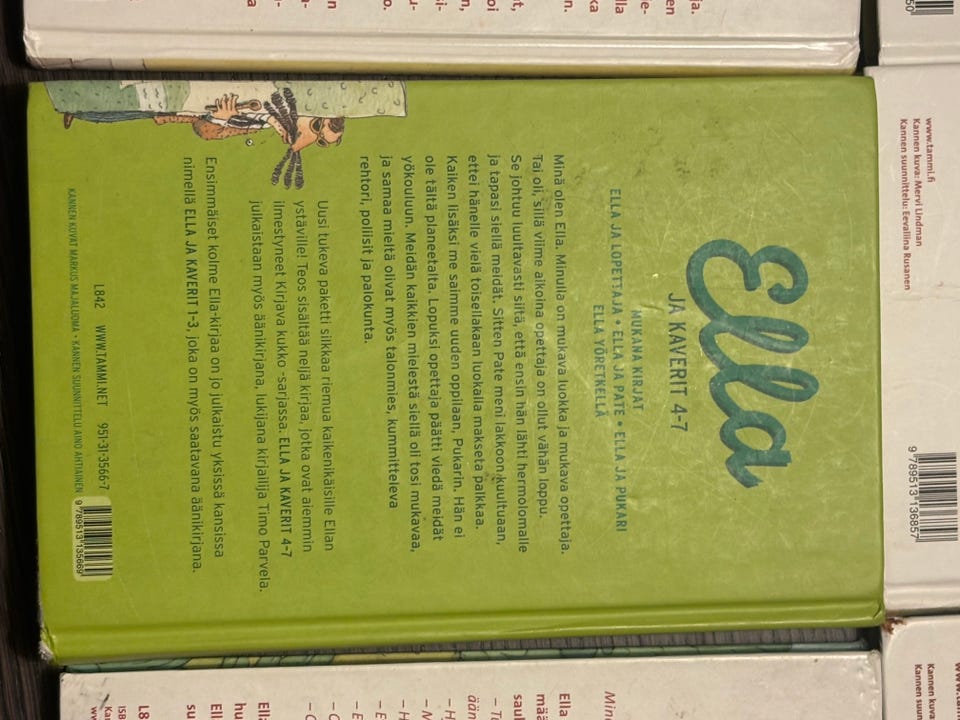 Ella
JA KAVERIT 4-7
MUKANA KIRJAT
ELLA JA LOPETTAJA • ELLA JA PATE • ELLA JA PUKARI
ELLA YÖRETKELLÄ
Minä olen Ella. Minulla on mukava luokka ja mukava opettaja.
Tai oli, sillä viime aikoina opettaja on ollut vähän loppu.
Se johtuu luultavasti siitä, että ensin hän lähti hermolomalle
ja tapasi siellä meidät. Sitten Pate meni lakkoon kuultuaan,
ettei hänelle vielä toisellakaan luokalla makseta palkkaa.
Kaiken lisäksi me saimme uuden oppilaan, Pukarin. Hän ei
ole tältä planeetalta. Lopuksi opettaja päätti viedä meidät
yökouluun. Meidän kaikkien mielestä siellä oli tosi mukavaa,
ja samaa mieltä olivat myös talonmies, kummitteleva
rehtori, poliisit ja palokunta.
Uusi tukeva paketti silkkaa riemua kaikenikäisille Ellan
ystäville! Teos sisältää neljä kirjaa, jotka ovat aiemmin
ilmestyneet Kirjava kukko -sarjassa. ELLA JA KAVERIT 4-7
julkaistaan myös äänikirjana, lukijana kirjailija Timo Parvela.
Ensimmäiset kolme Ella-kirjaa on jo julkaistu yksissä kansissa
nimellä ELLA JA KAVERIT 1-3, joka on myös saatavana äänikirjana.
L842 WWW.TAMMI.NET 951-31-3566-7
KANNEN KUVAT MARKUS MAJALUOMA • KANNEN SUUNNITTELU AINO AHTIAINEN
9 789513 135669
www.tammi.fi
Kannen kuva: Mervi Lindman
Kannen suunnittelu: Eevaliina Rusanen
9 789513 136857